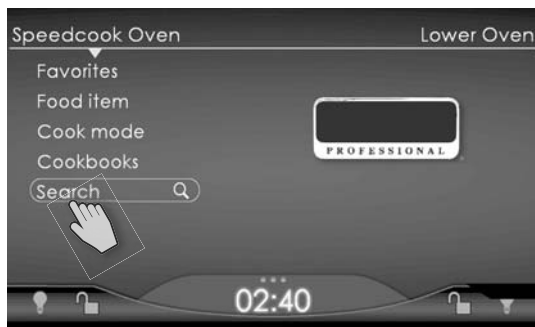 Speedcook Oven Lower Oven
Favorites
Food item
Cook mode
PROFESSIONAL
Cookbooks
Search
02:40